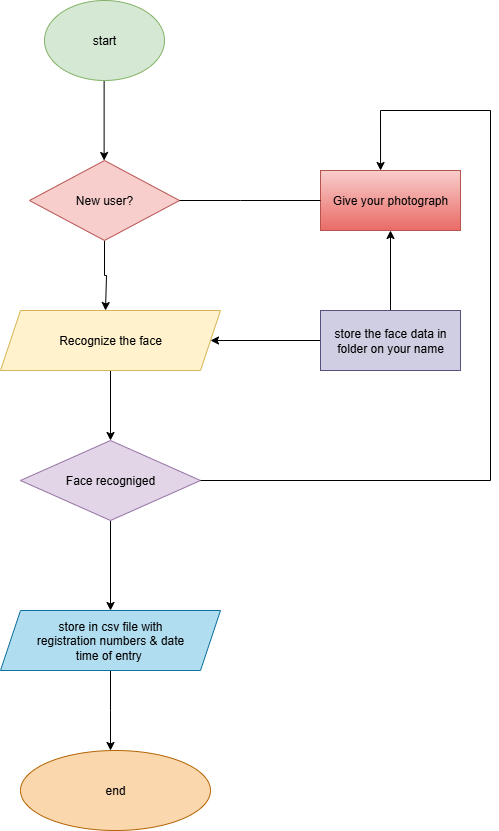 start
New user?
Give your photograph
Recognize the face
store the face data in
folder on your name
Face recogniged
store in csv file with
registration numbers & date
time of entry
end